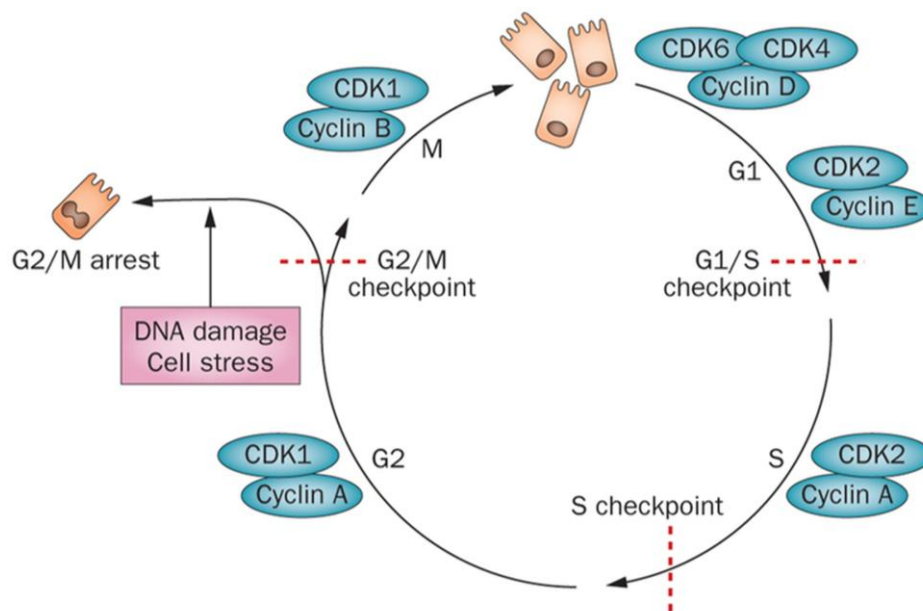 CDK6
CDK4
Cyclin D
CDK1
Cyclin B
M
G1
CDK2
Cyclin E
G2/M arrest
G2/M
checkpoint
G1/S
checkpoint
DNA damage
Cell stress
CDK1
Cyclin A
G2
S
CDK2
Cyclin A
S checkpoint